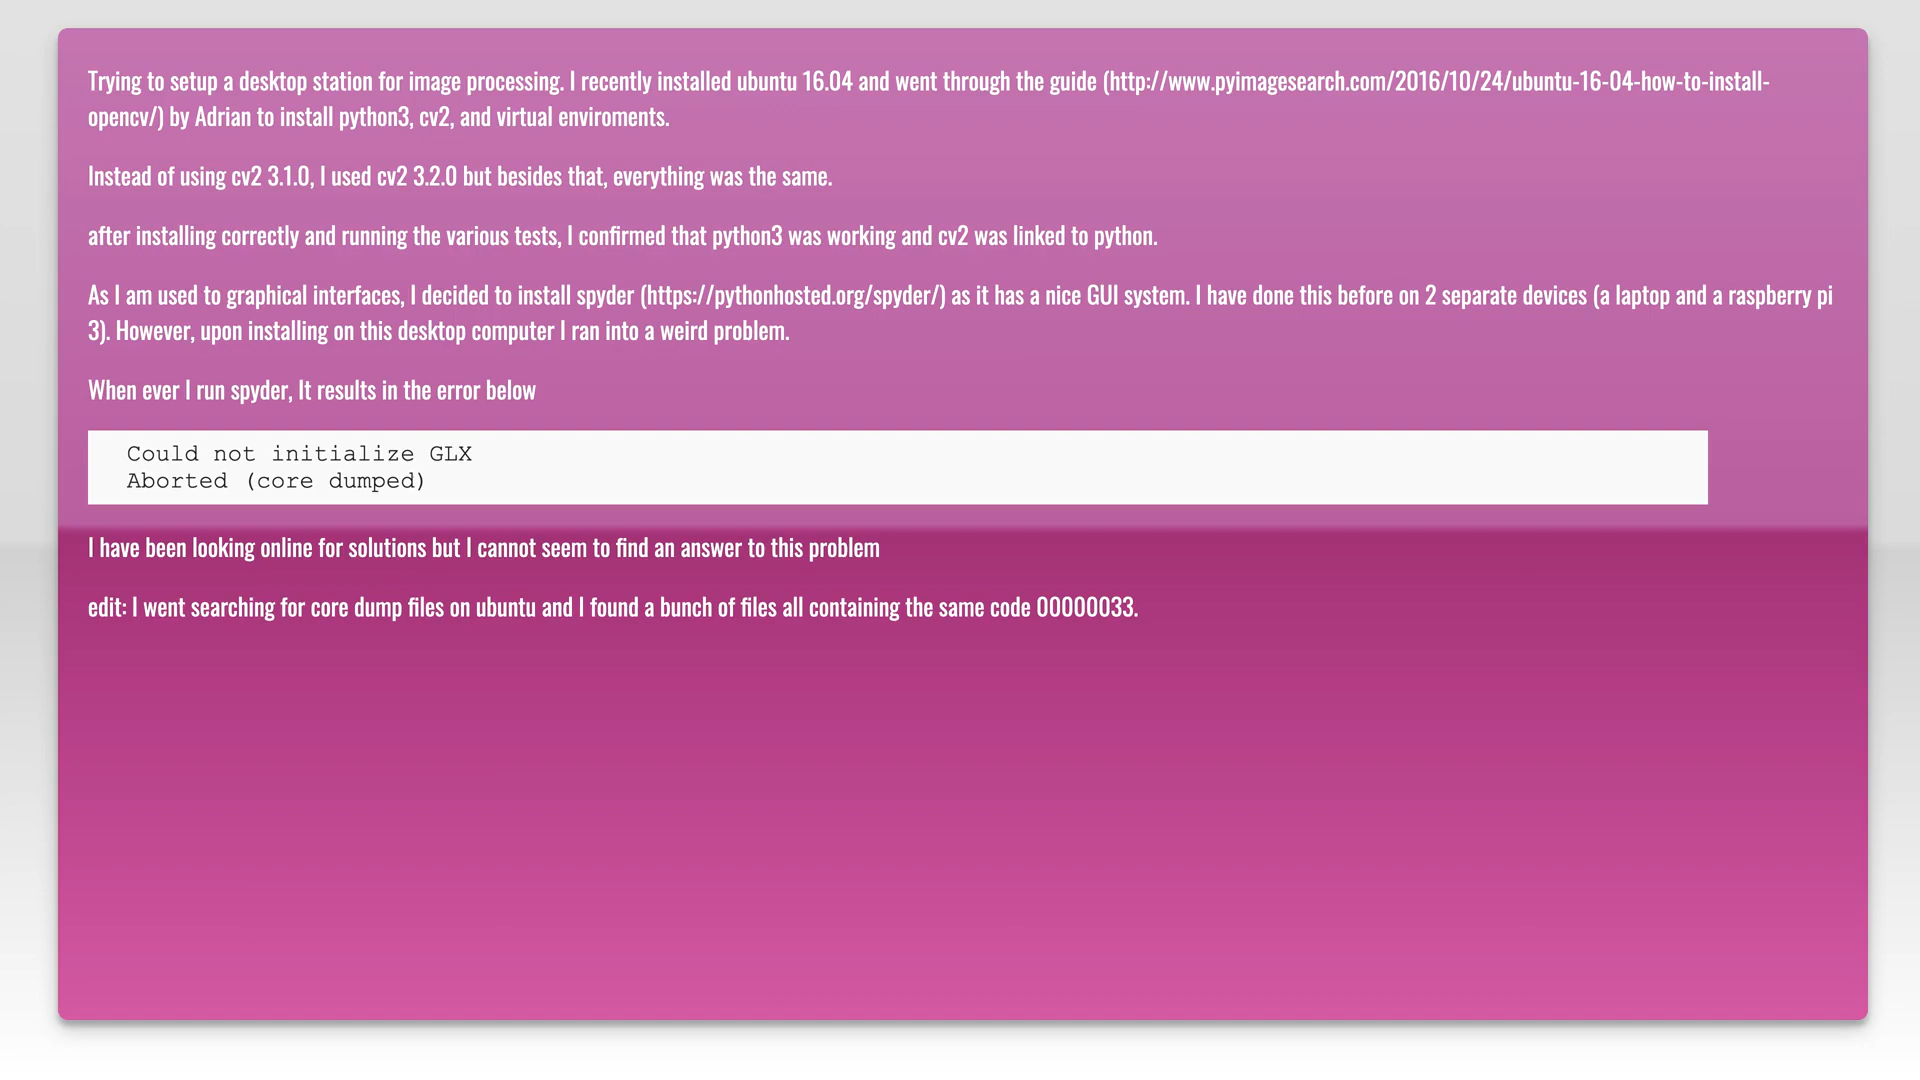 Trying to setup a desktop station for image processing. I recently installed ubuntu 16.04 and went through the guide (http://www.pyimagesearch.com/2016/10/24/ubuntu-16-04-how-to-install-
opencv/) by Adrian to install python3, cv2, and virtual enviroments.
Instead of using cv2 3.1.0, I used cv2 3.2.0 but besides that, everything was the same.
after installing correctly and running the various tests, I confirmed that python3 was working and cv2 was linked to python.
As I am used to graphical interfaces, I decided to install spyder (https://pythonhosted.org/spyder/) as it has a nice GUI system. I have done this before on 2 separate devices (a laptop and a raspberry pi
3). However, upon installing on this desktop computer I ran into a weird problem.
When ever I run spyder, It results in the error below
Could not initialize GLX
Aborted (core dumped)
I have been looking online for solutions but I cannot seem to find an answer to this problem
edit: I went searching for core dump files on ubuntu and I found a bunch of files all containing the same code 00000033.